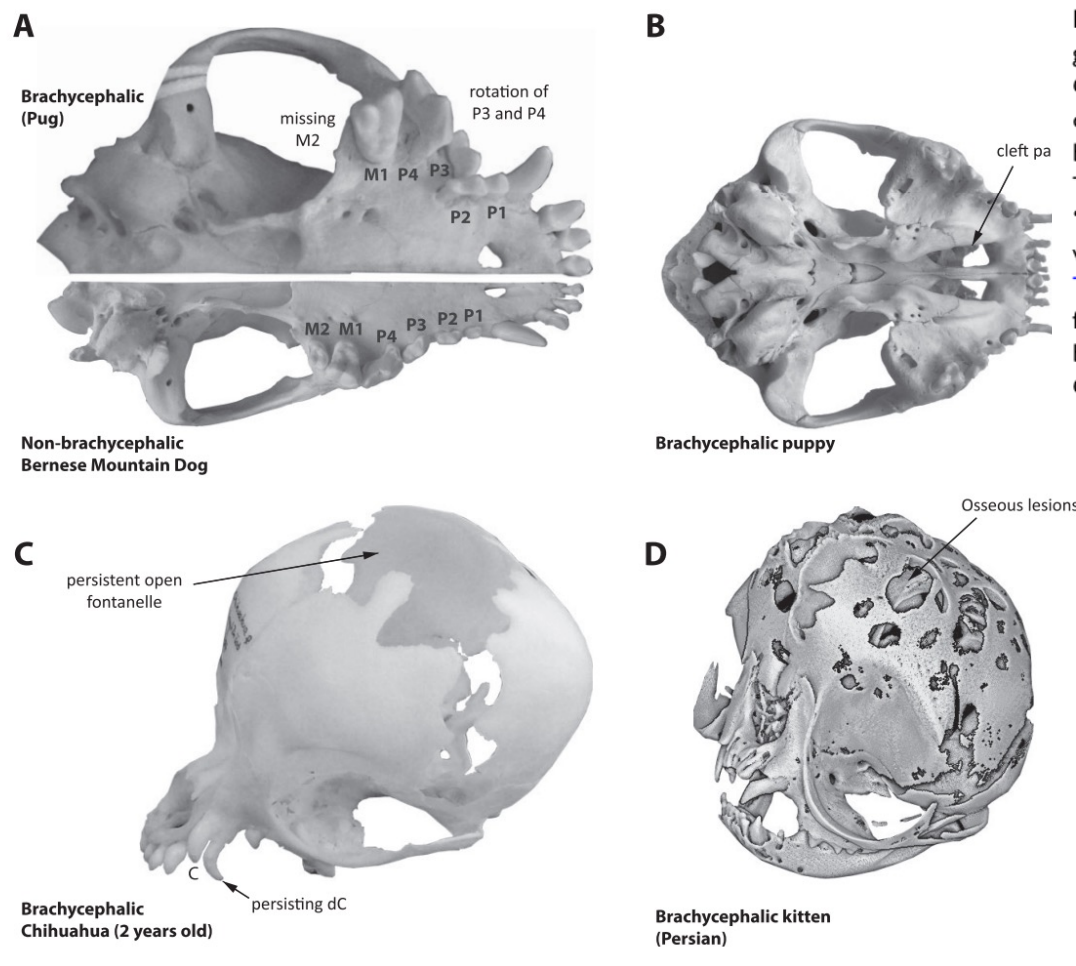 A
Brachycephalic
(Pug)
missing
M2
rotation of
P3 and P4
M1 P4 P3
P2 P1
M2 M1 P4 P3 P2 P1
Non-brachycephalic
Bernese Mountain Dog
B
cleft pa
Brachycephalic puppy
C
persistent open
fontanelle
C
persisting dC
Brachycephalic
Chihuahua (2 years old)
D
Osseous lesions
Brachycephalic kitten
(Persian)